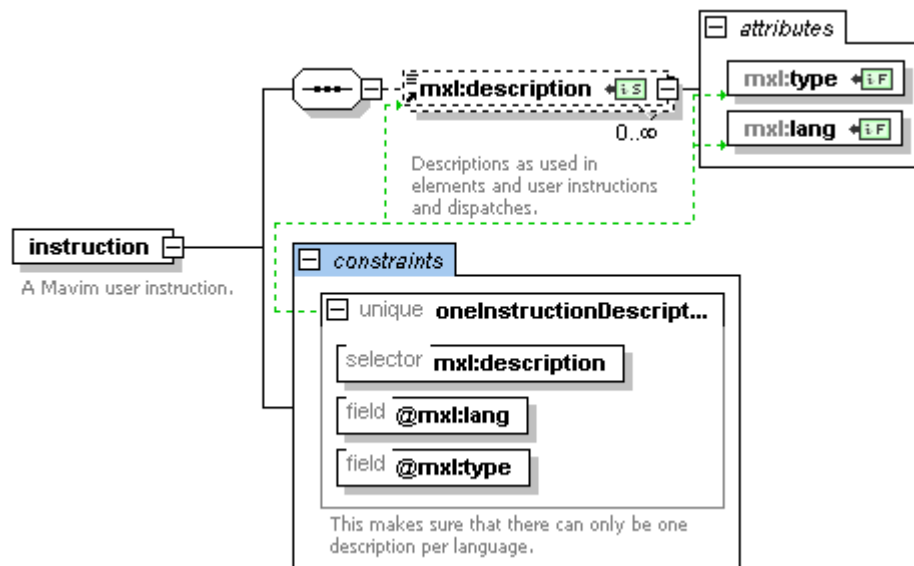 attributes
mxl:description
mxl:type
mxl:lang
0..∞
Descriptions as used in
elements and user instructions
and dispatches.
instruction
A Mavim user instruction.
constraints
unique oneInstructionDescript...
selector mxl:description
field @mxl:lang
field @mxl:type
This makes sure that there can only be one
description per language.